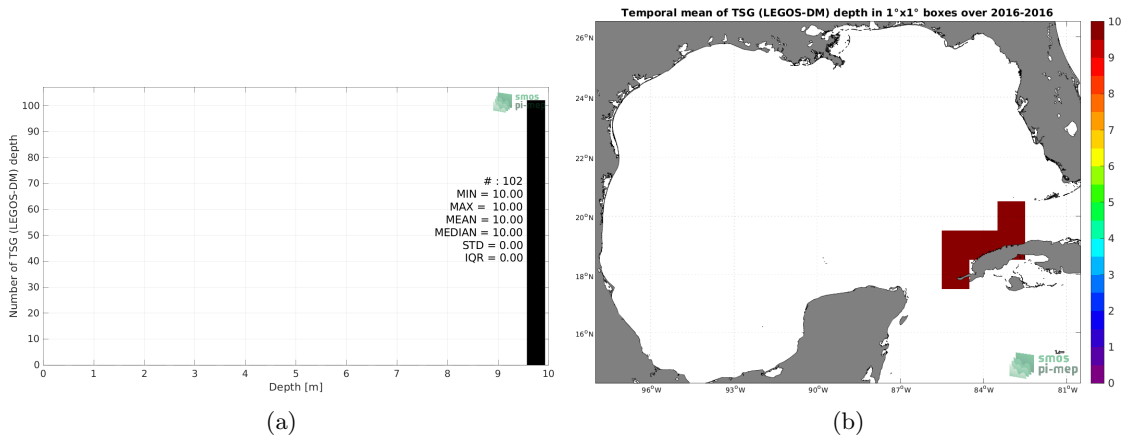 Temporal mean of TSG (LEGOS-DM) depth in 1°x1° boxes over 2016-2016
Number of TSG (LEGOS-DM) depth
100
90
80
70
60
50
40
30
20
10
0
smos
pi-mep
# : 102
MIN = 10.00
MAX = 10.00
MEAN = 10.00
MEDIAN = 10.00
STD = 0.00
IQR = 0.00
0 1 2 3 4 5 6 7 8 9 10
Depth [m]
(a)
26°N
24°N
22°N
20°N
18°N
16°N
96°W 93°W 90°W 87°W 84°W 81°W
smos
pi-mep
10
9
8
7
6
5
4
3
2
1
0
(b)